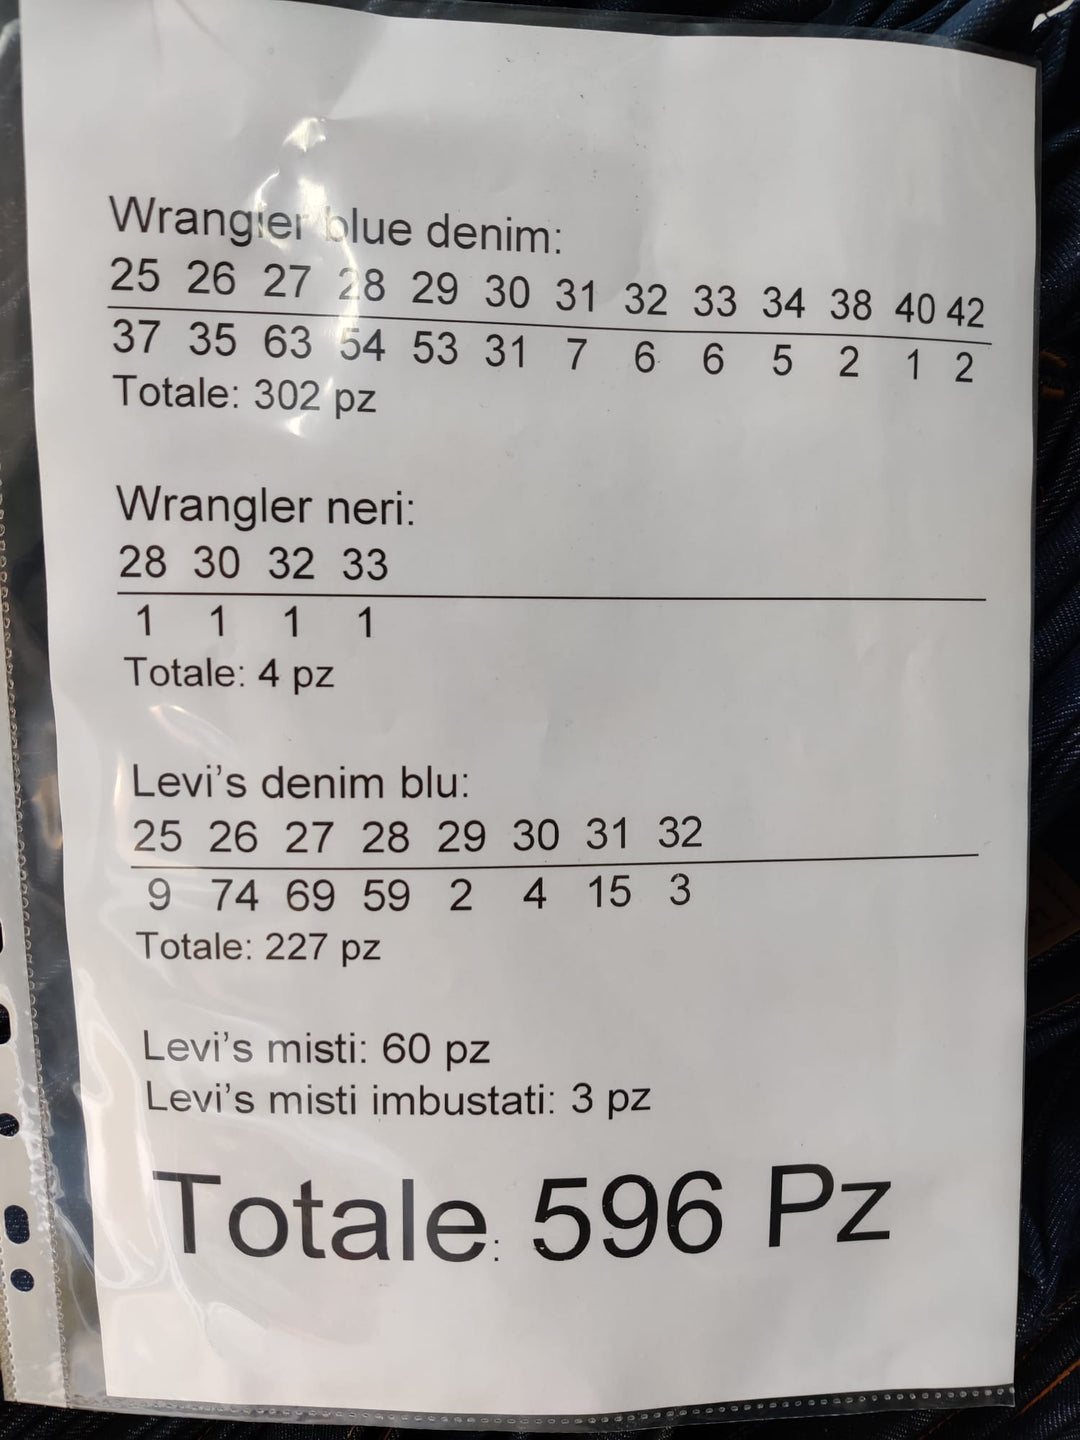 Wrangler blue denim:
25 26 27 28 29 30 31 32 33 34 38 40 42
37 35 63 54 53 31 7 6 6 5 2 1 2
Totale: 302 pz
Wrangler neri:
28 30 32 33
1 1 1 1
Totale: 4 pz
Levi's denim blu:
25 26 27 28 29 30 31 32
9 74 69 59 2 4 15 3
Totale: 227 pz
Levi's misti: 60 pz
Levi's misti imbustati: 3 pz
Totale: 596 Pz